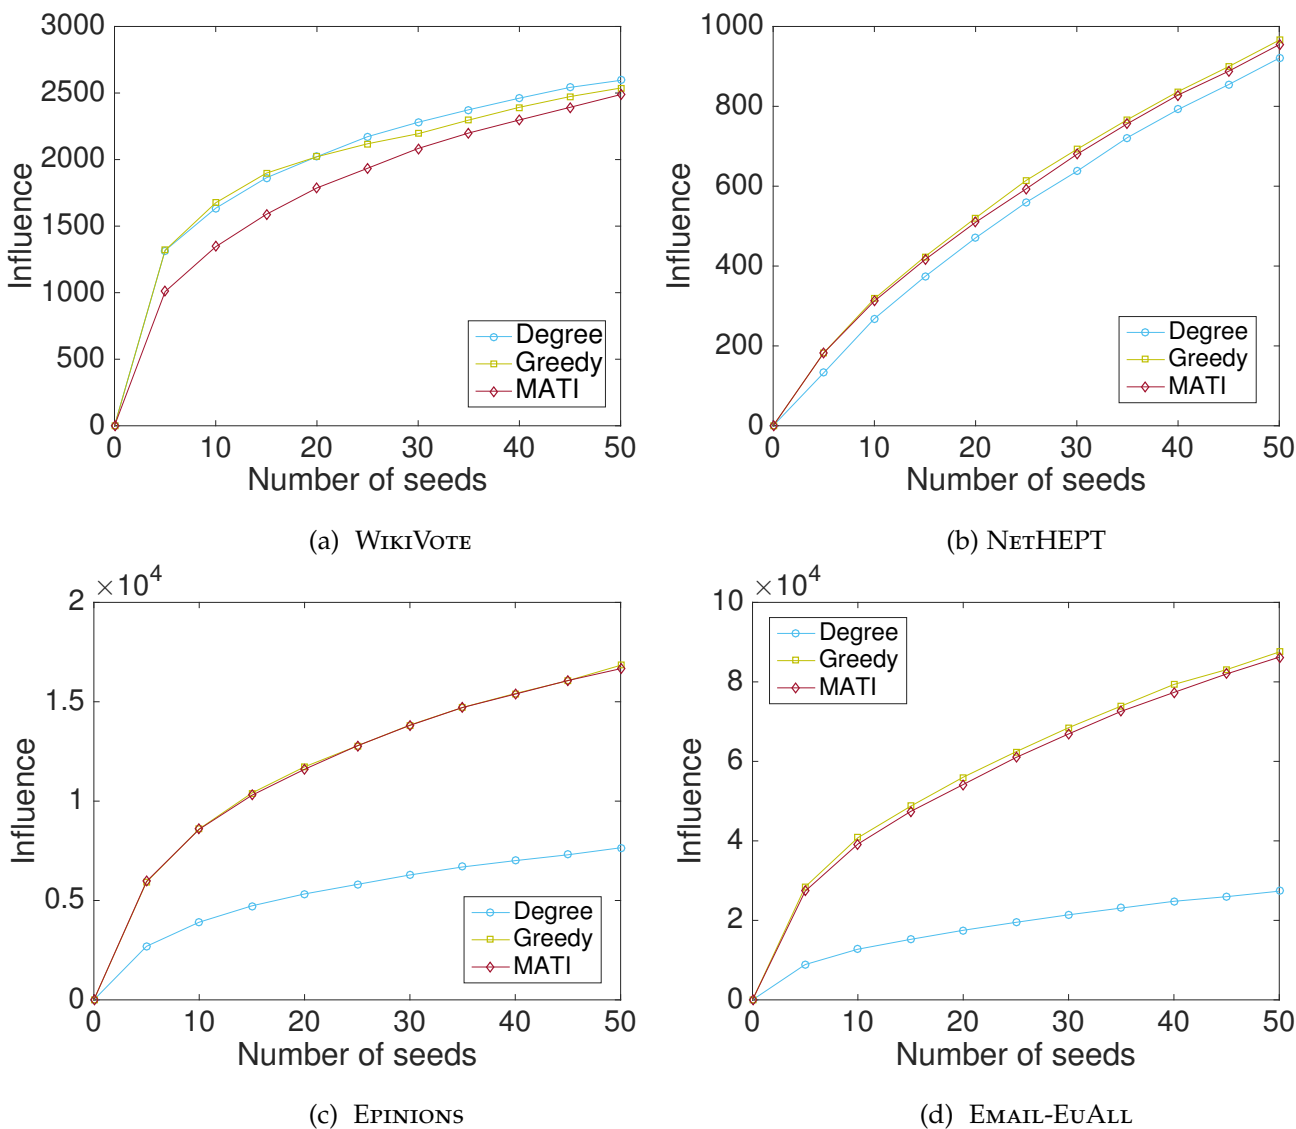 3000
2500
2000
1500
1000
500
0
0 10 20 30 40 50
Influence
Number of seeds
Degree
Greedy
MATI
(a) WikiVote
1000
800
600
400
200
0
0 10 20 30 40 50
Influence
Number of seeds
Degree
Greedy
MATI
(b) NetHEPT
×10⁴
2
1.5
1
0.5
0
0 10 20 30 40 50
Influence
Number of seeds
Degree
Greedy
MATI
(c) Epinions
×10⁴
10
8
6
4
2
0
0 10 20 30 40 50
Influence
Number of seeds
Degree
Greedy
MATI
(d) Email-EuAll